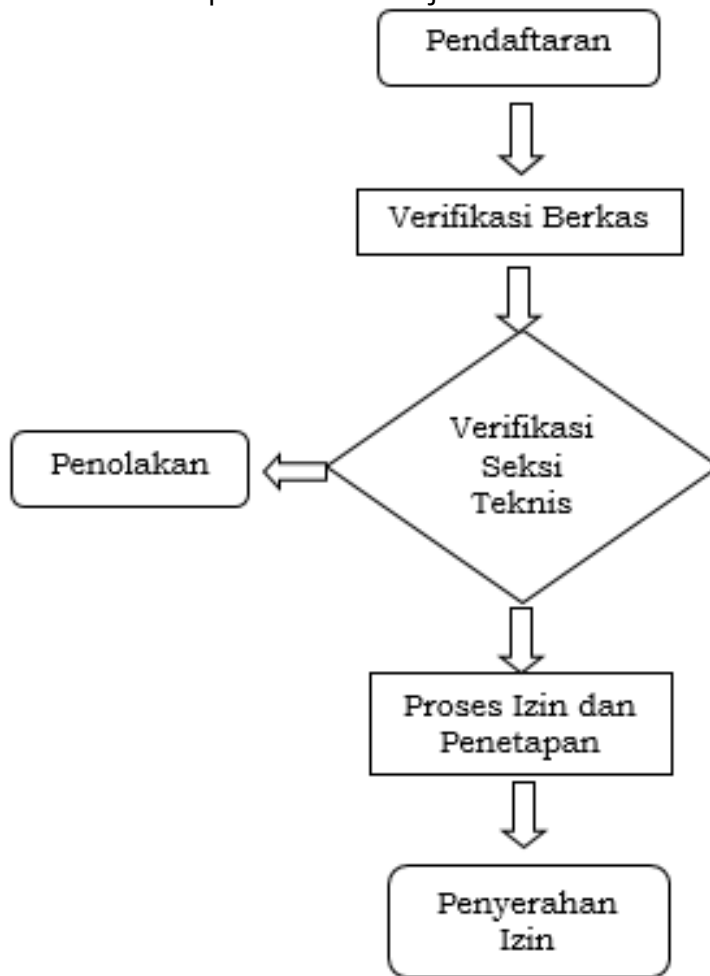 Pendaftaran
Verifikasi Berkas
Verifikasi
Seksi
Teknis
Penolakan
Proses Izin dan
Penetapan
Penyerahan
Izin